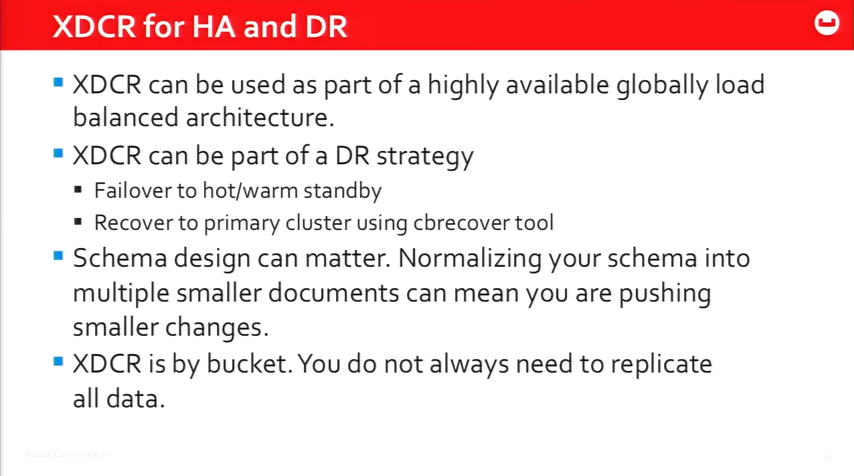 XDCR for HA and DR
XDCR can be used as part of a highly available globally load
balanced architecture.
XDCR can be part of a DR strategy
Failover to hot/warm standby
Recover to primary cluster using cbrecover tool
Schema design can matter. Normalizing your schema into
multiple smaller documents can mean you are pushing
smaller changes.
XDCR is by bucket. You do not always need to replicate
all data.